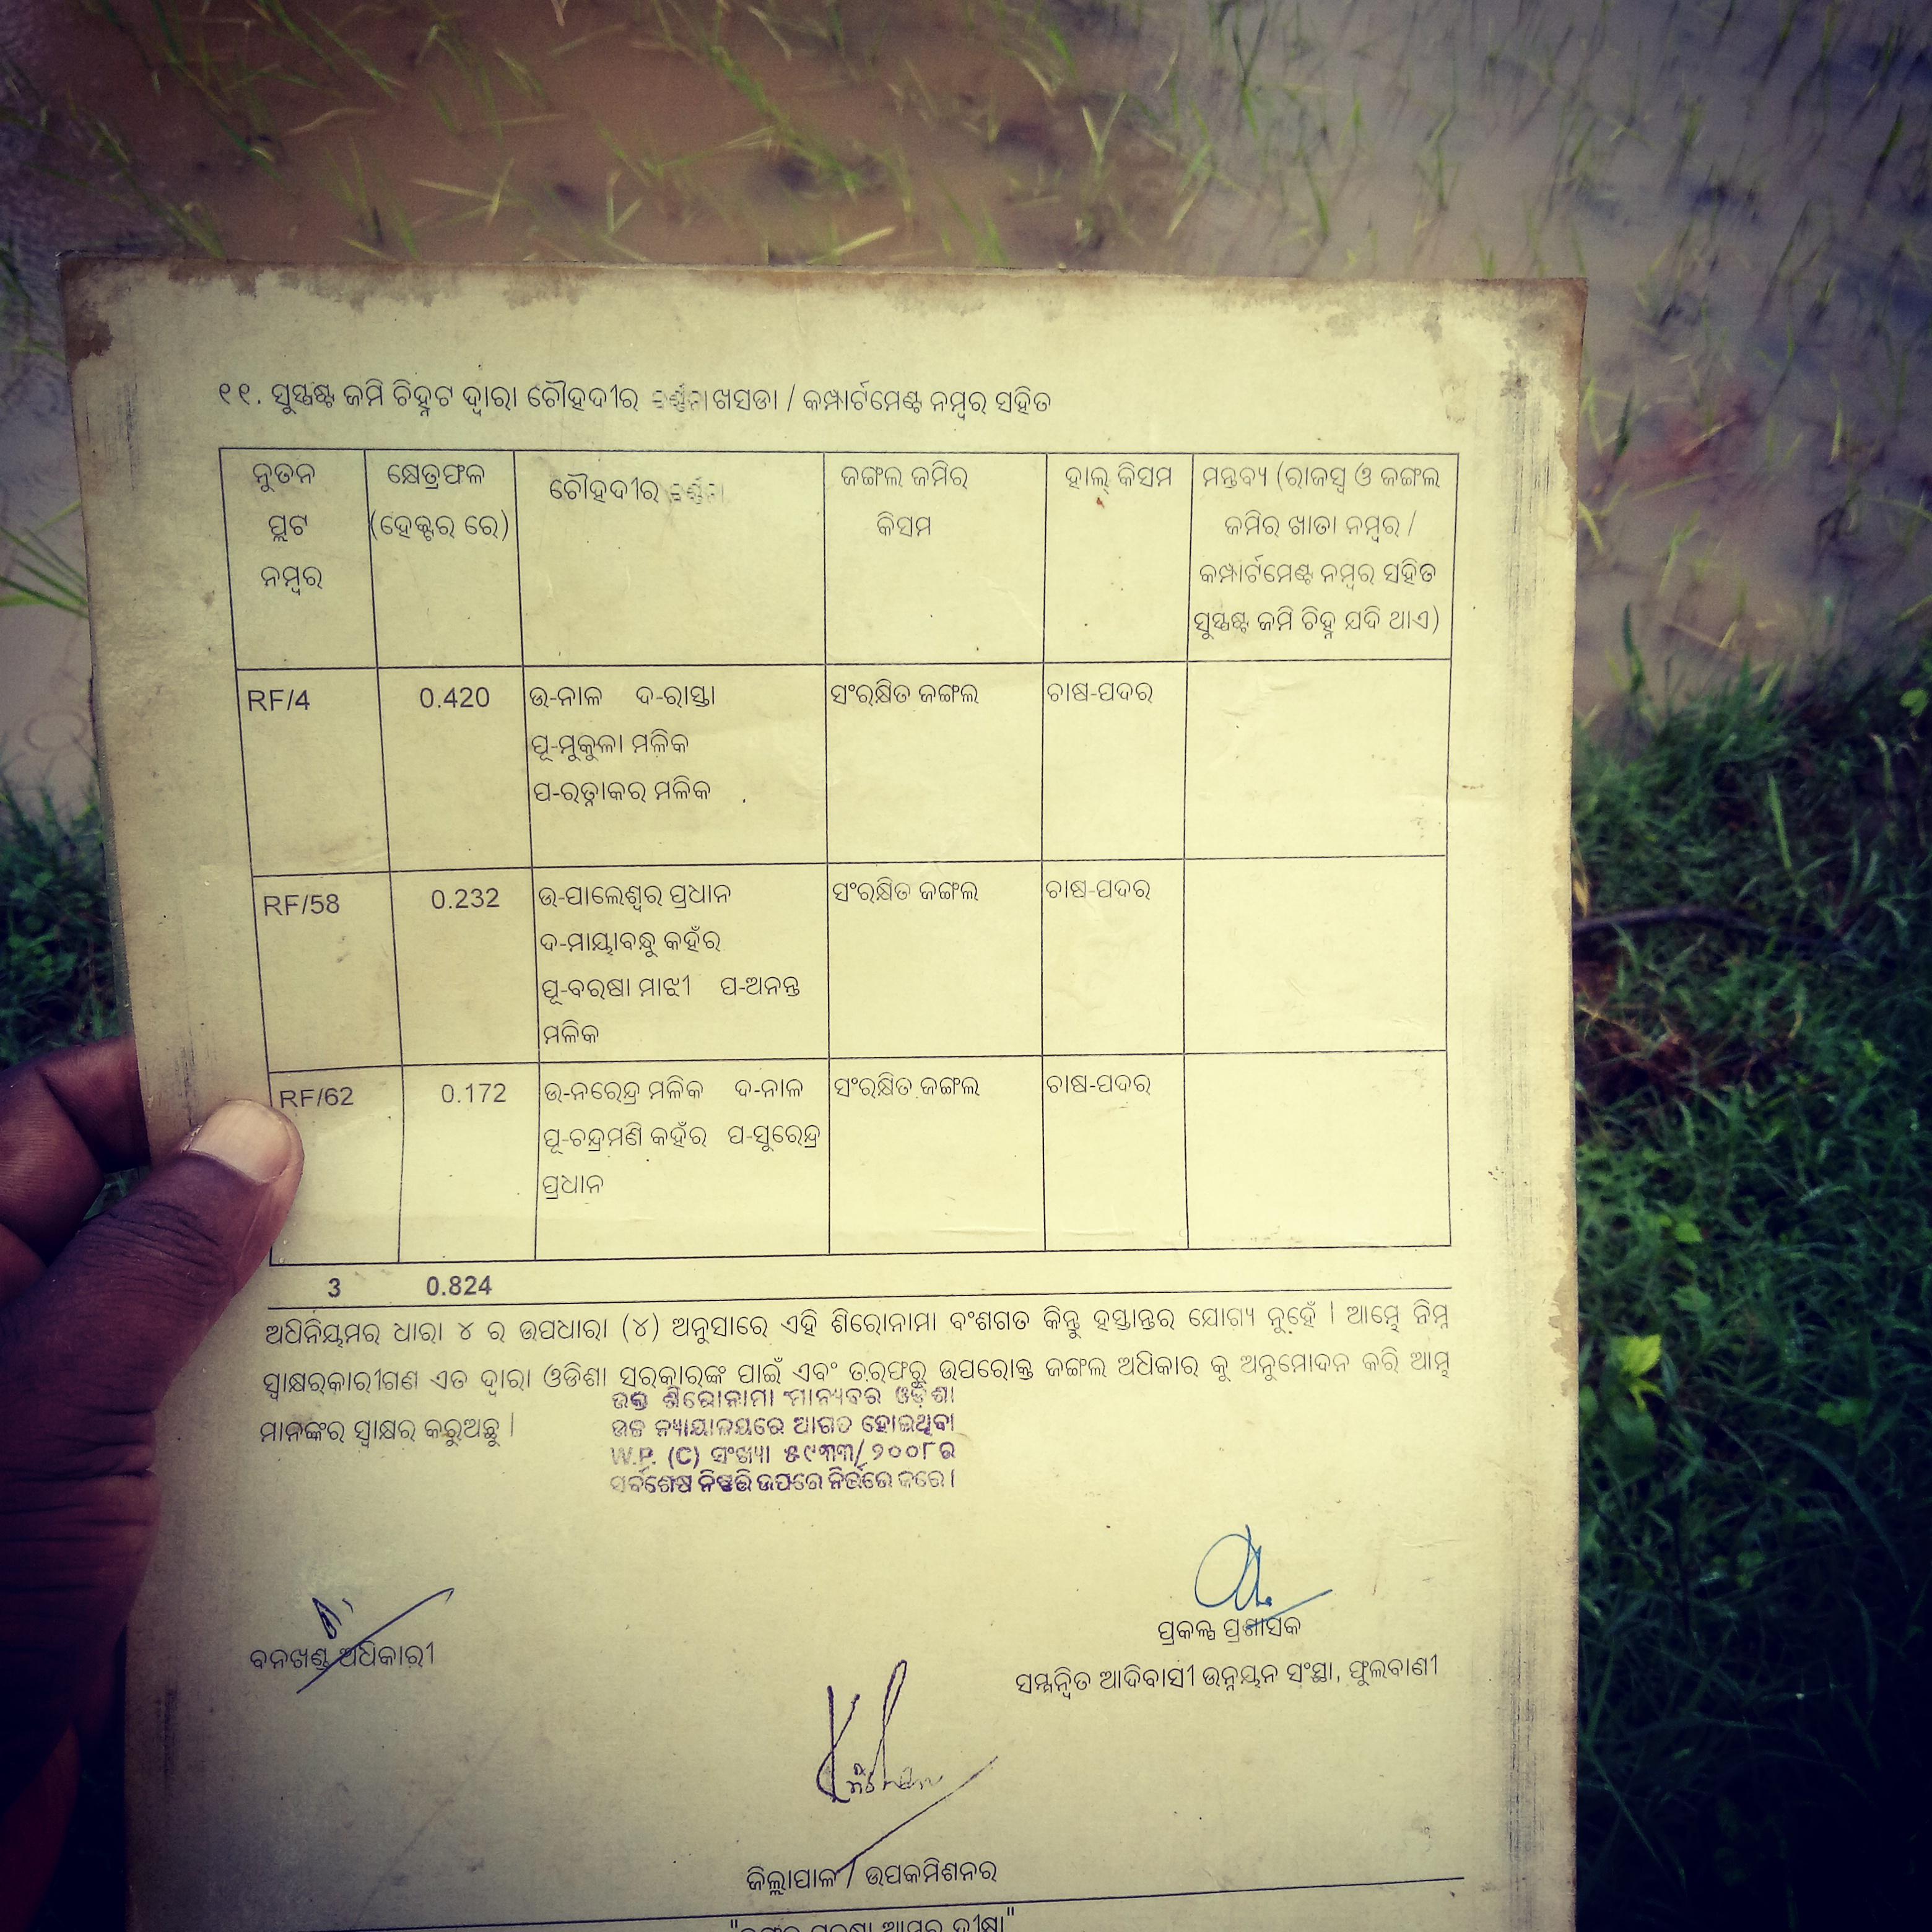 ୧୧. ସୁସ୍ପଷ୍ଟ ଜମି ଚିହ୍ନଟ ଦ୍ୱାରା ଚୌହଦୀର ବର୍ଣ୍ଣନା ଖସଡା / କମ୍ପାର୍ଟମେଣ୍ଟ ନମ୍ବର ସହିତ
ନୁତନ
ପ୍ଲଟ
ନମ୍ବର
କ୍ଷେତ୍ରଫଳ
(ହେକ୍ଟର ରେ)
ଚୌହଦୀର ବର୍ଣ୍ଣନା
ଜଙ୍ଗଲ ଜମିର
କିସମ
ହାଲ୍ କିସମ
ମନ୍ତବ୍ୟ (ରାଜସ୍ୱ ଓ ଜଙ୍ଗଲ
ଜମିର ଖାତା ନମ୍ବର /
କମ୍ପାର୍ଟମେଣ୍ଟ ନମ୍ବର ସହିତ
ସୁସ୍ପଷ୍ଟ ଜମି ଚିହ୍ନ ଯଦି ଥାଏ)
RF/4 0.420 ଉ-ନାଳ ଦ-ରାସ୍ତା ସଂରକ୍ଷିତ ଜଙ୍ଗଲ ଚାଷ-ପଦର
ପୂ-ମୁକୁଳା ମଳିକ
ପ-ରତ୍ନାକର ମଳିକ
RF/58 0.232 ଉ-ପାଲେଶ୍ୱର ପ୍ରଧାନ ସଂରକ୍ଷିତ ଜଙ୍ଗଲ ଚାଷ-ପଦର
ଦ-ମାୟାବନ୍ଧୁ କହଁର
ପୂ-ବରଷା ମାଝୀ ପ-ଅନନ୍ତ
ମଳିକ
RF/62 0.172 ଉ-ନରେନ୍ଦ୍ର ମଳିକ ଦ-ନାଳ ସଂରକ୍ଷିତ ଜଙ୍ଗଲ ଚାଷ-ପଦର
ପୂ-ଚନ୍ଦ୍ରମଣି କହଁର ପ-ସୁରେନ୍ଦ୍ର
ପ୍ରଧାନ
3 0.824
ଅଧିନିୟମର ଧାରା ୪ ର ଉପଧାରା (୪) ଅନୁସାରେ ଏହି ଶିରୋନାମା ବଂଶଗତ କିନ୍ତୁ ହସ୍ତାନ୍ତର ଯୋଗ୍ୟ ନୁହେଁ | ଆମ୍ଭେ ନିମ୍ନ
ସ୍ୱାକ୍ଷରକାରୀଗଣ ଏତ ଦ୍ୱାରା ଓଡିଶା ସରକାରଙ୍କ ପାଇଁ ଏବଂ ତରଫରୁ ଉପରୋକ୍ତ ଜଙ୍ଗଲ ଅଧିକାର କୁ ଅନୁମୋଦନ କରି ଆମ୍ଭ
ମାନଙ୍କର ସ୍ୱାକ୍ଷର କରୁଅଛୁ |
ଉକ୍ତ ଶିରୋନାମା ମାନ୍ୟବର ଓଡ଼ିଶା
ଉଚ୍ଚ ନ୍ୟାୟାଳୟରେ ଆଗତ ହୋଇଥିବା
W.P. (C) ସଂଖ୍ୟା ୫୯୩୩/୨୦୦୮ର
ସର୍ବଶେଷ ନିଷ୍ପତ୍ତି ଉପରେ ନିର୍ଭର କରେ।
ବନଖଣ୍ଡ ଅଧିକାରୀ
ପ୍ରକଳ୍ପ ପ୍ରଶାସକ
ସମ୍ମନ୍ୱିତ ଆଦିବାସୀ ଉନ୍ନୟନ ସଂସ୍ଥା, ଫୁଲବାଣୀ
ଜିଲ୍ଲାପାଳ / ଉପକମିଶନର